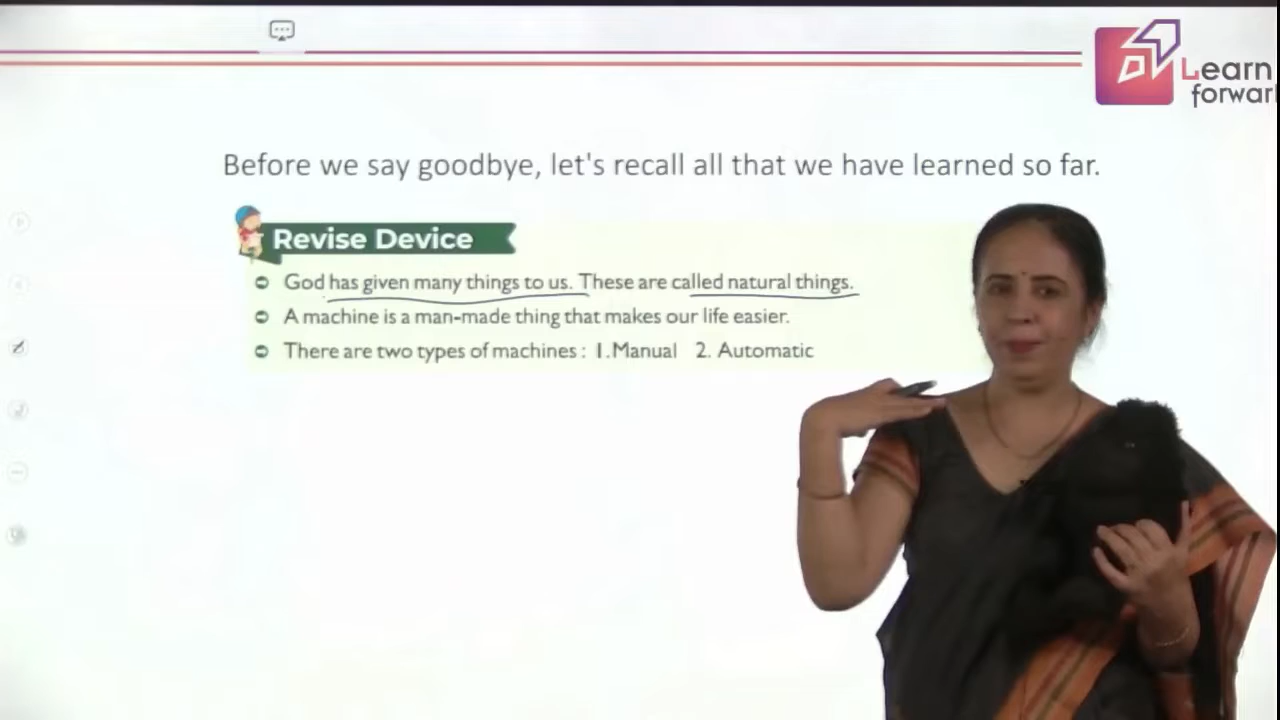 Learn
forward
Before we say goodbye, let's recall all that we have learned so far.
Revise Device
God has given many things to us. These are called natural things.
A machine is a man-made thing that makes our life easier.
There are two types of machines : 1.Manual 2. Automatic